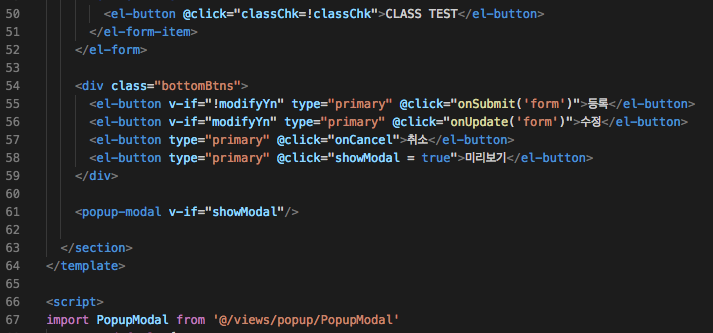 50 <el-button @click="classChk=!classChk">CLASS TEST</el-button>
51 </el-form-item>
52 </el-form>
53
54 <div class="bottomBtns">
55 <el-button v-if="!modifyYn" type="primary" @click="onSubmit('form')">등록</el-button>
56 <el-button v-if="modifyYn" type="primary" @click="onUpdate('form')">수정</el-button>
57 <el-button type="primary" @click="onCancel">취소</el-button>
58 <el-button type="primary" @click="showModal = true">미리보기</el-button>
59 </div>
60
61 <popup-modal v-if="showModal"/>
62
63 </section>
64 </template>
65
66 <script>
67 import PopupModal from '@/views/popup/PopupModal'